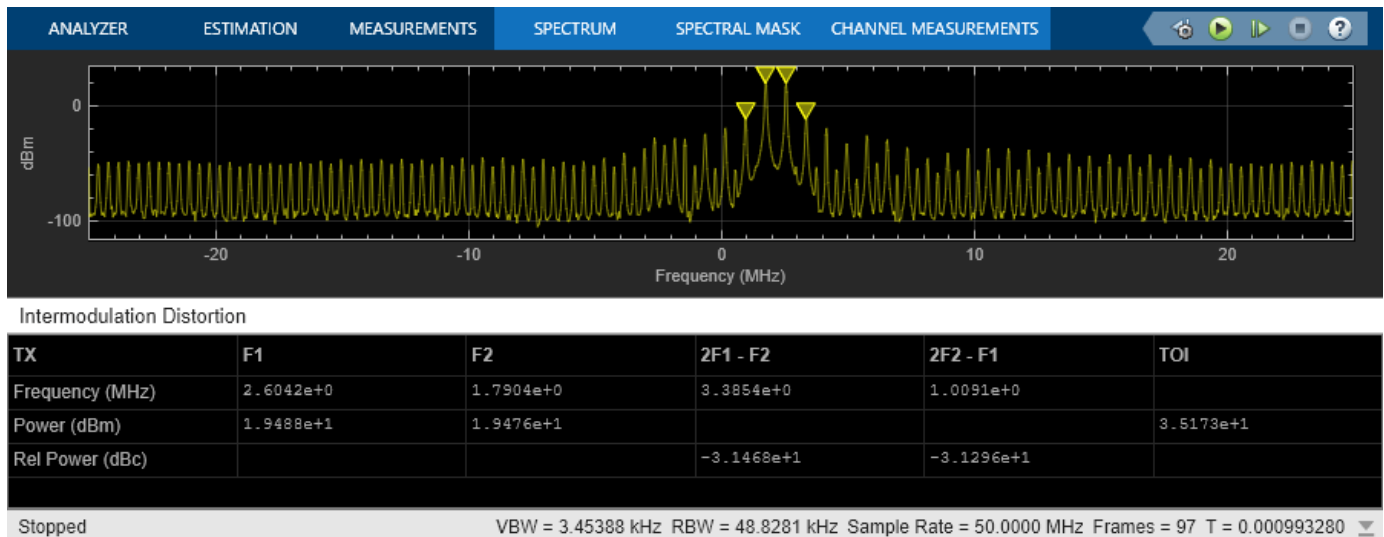 ANALYZER ESTIMATION MEASUREMENTS SPECTRUM SPECTRAL MASK CHANNEL MEASUREMENTS ?
0
dBm
-100
-20 -10 0 10 20
Frequency (MHz)
Intermodulation Distortion
TX F1 F2 2F1 - F2 2F2 - F1 TOI
Frequency (MHz) 2.6042e+0 1.7904e+0 3.3854e+0 1.0091e+0
Power (dBm) 1.9488e+1 1.9476e+1 3.5173e+1
Rel Power (dBc) -3.1468e+1 -3.1296e+1
Stopped VBW = 3.45388 kHz RBW = 48.8281 kHz Sample Rate = 50.0000 MHz Frames = 97 T = 0.000993280